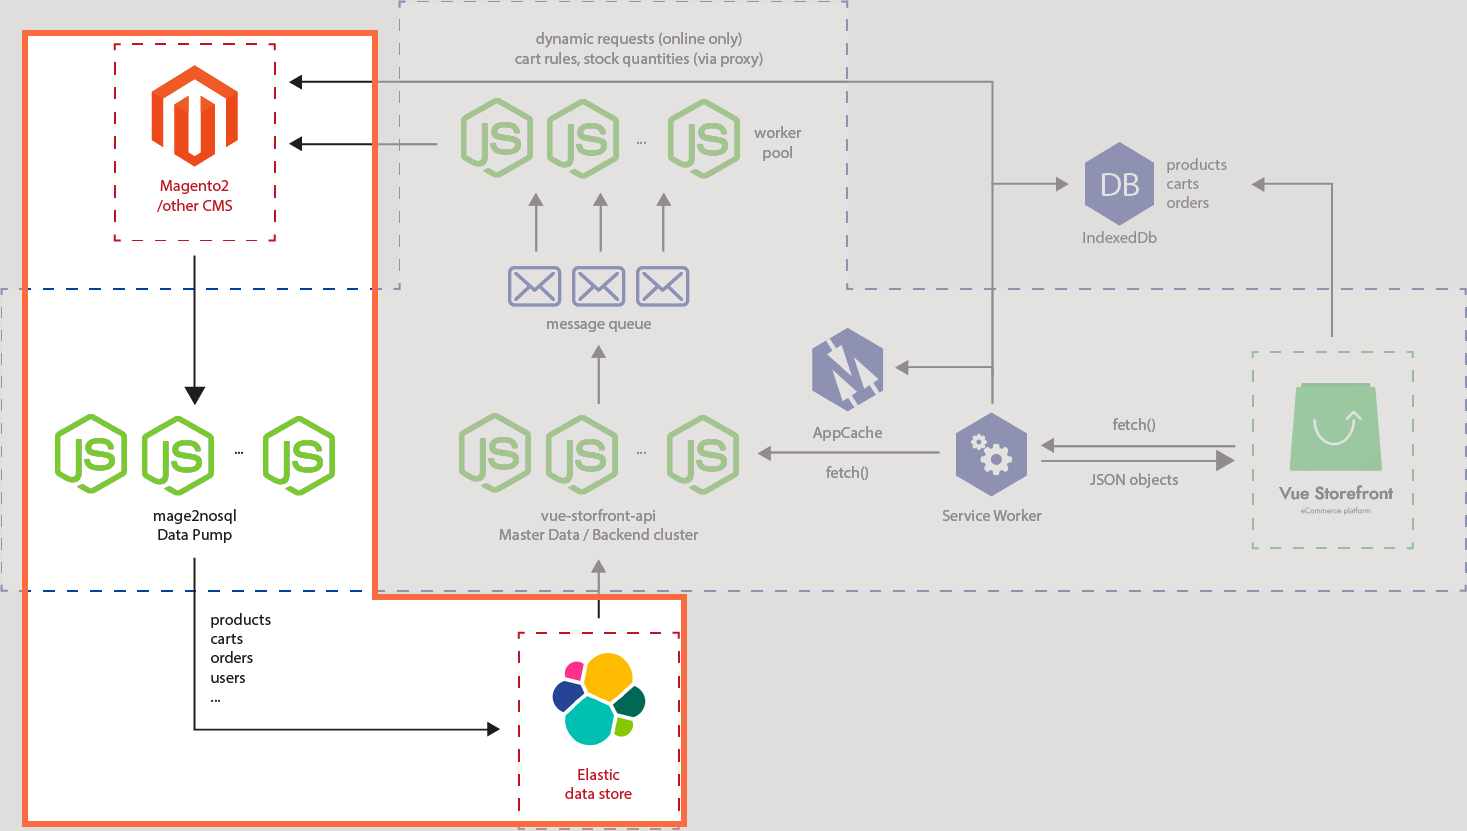 dynamic requests (online only)
cart rules, stock quantities (via proxy)
Magento2
/other CMS
JS
JS
...
JS
worker
pool
DB
products
carts
orders
IndexedDb
message queue
AppCache
JS
JS
...
JS
mage2nosql
Data Pump
JS
JS
...
JS
vue-storfront-api
Master Data / Backend cluster
fetch()
Service Worker
fetch()
JSON objects
Vue Storefront
eCommerce platform
products
carts
orders
users
...
Elastic
data store